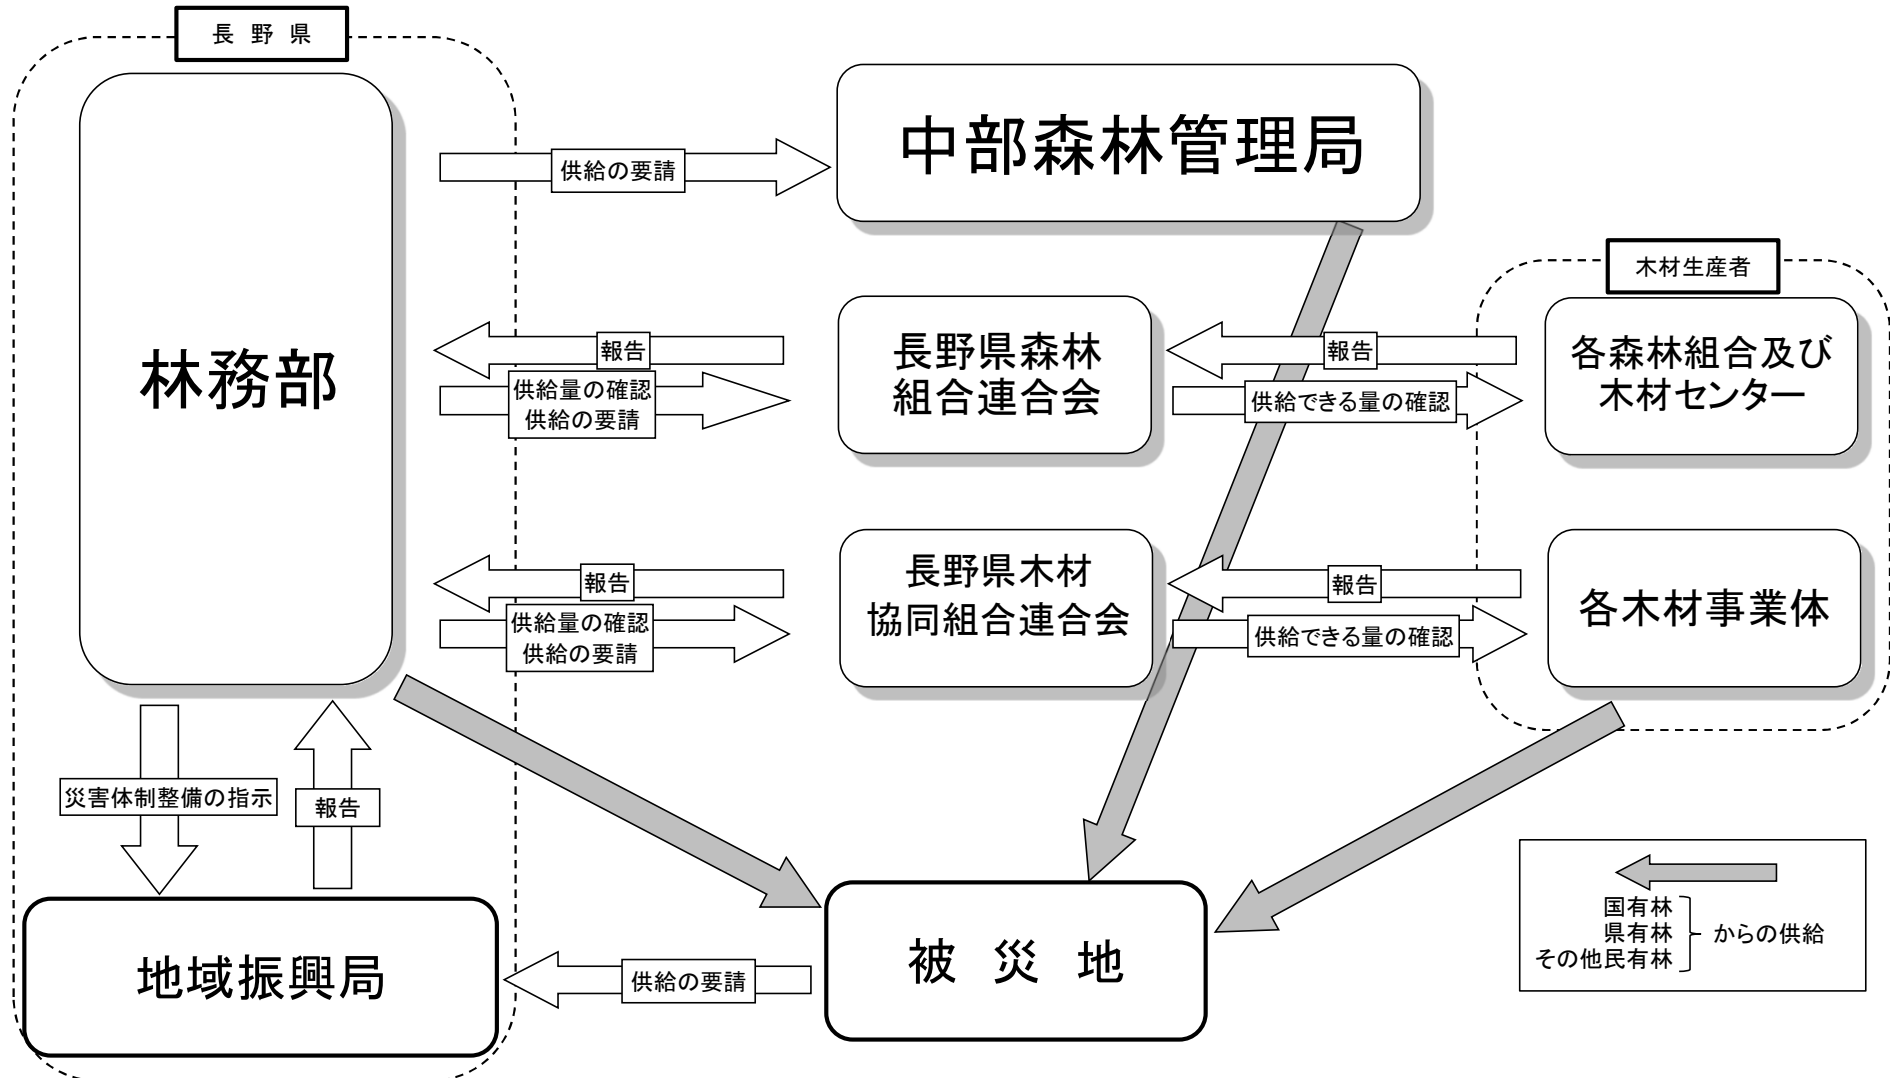 長 野 県
林務部
供給の要請
中部森林管理局
木材生産者
報告
供給量の確認
供給の要請
長野県森林
組合連合会
報告
供給できる量の確認
各森林組合及び
木材センター
報告
供給量の確認
供給の要請
長野県木材
協同組合連合会
報告
供給できる量の確認
各木材事業体
災害体制整備の指示
報告
地域振興局
供給の要請
被 災 地
国有林
県有林
その他民有林
からの供給